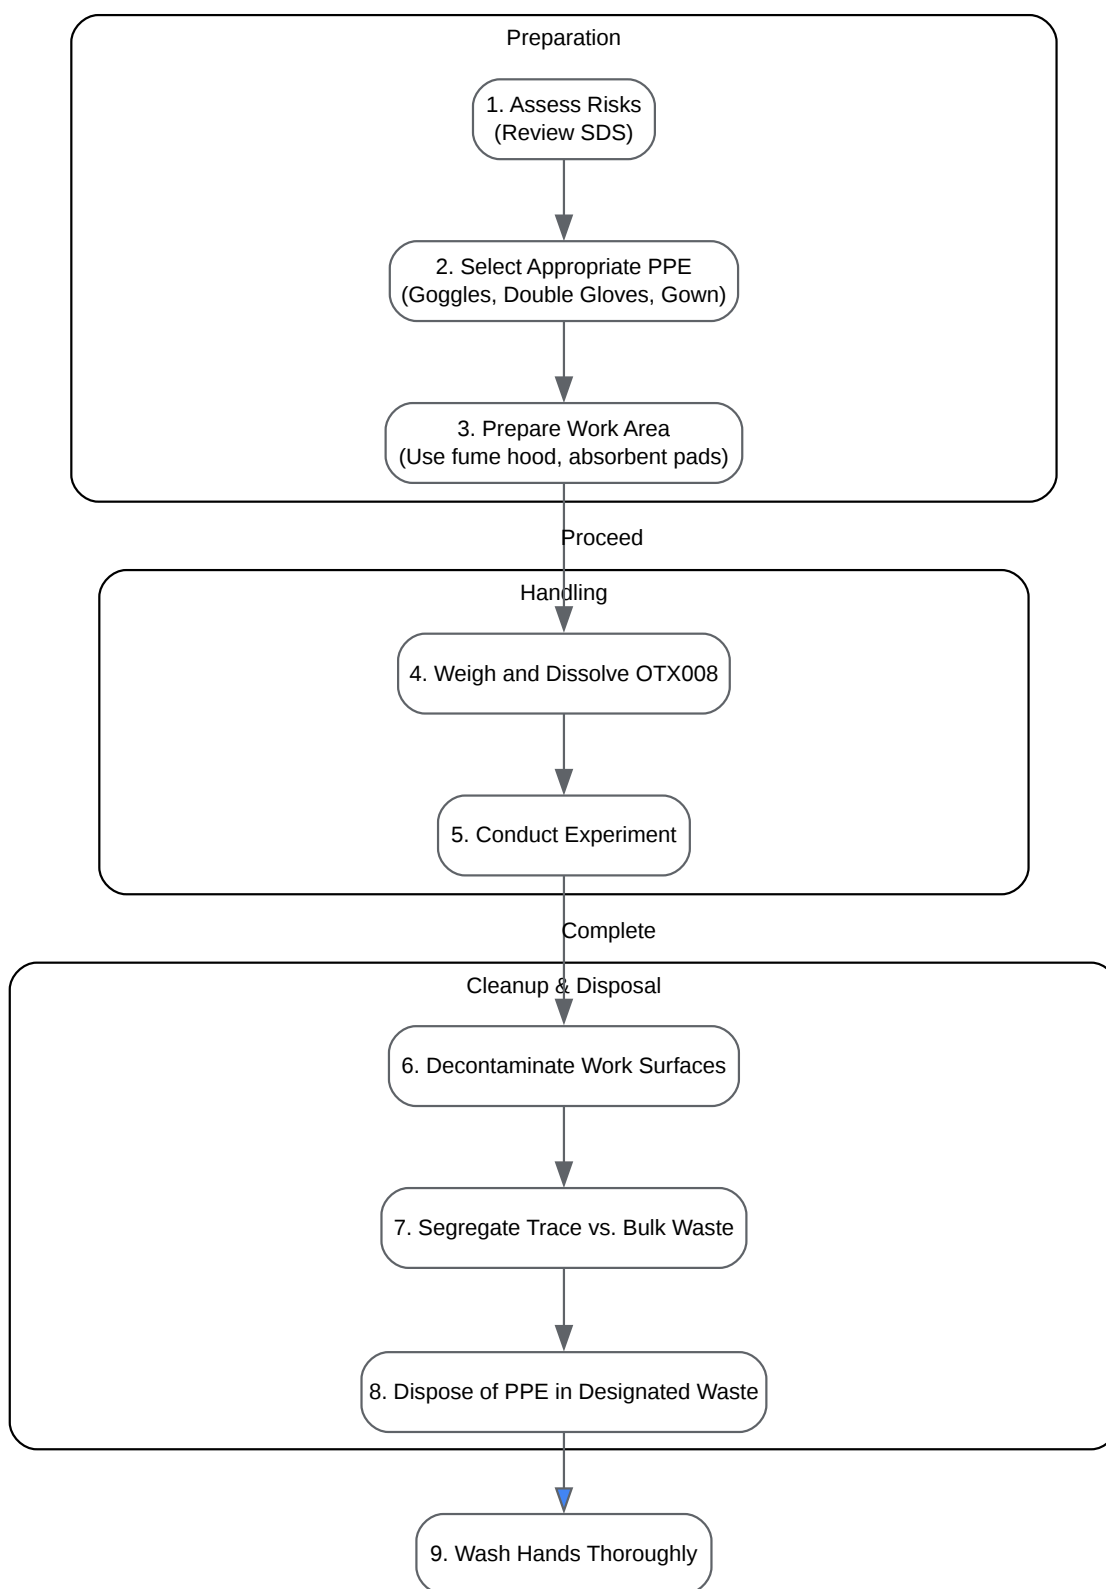 Preparation
1. Assess Risks
(Review SDS)
2. Select Appropriate PPE
(Goggles, Double Gloves, Gown)
3. Prepare Work Area
(Use fume hood, absorbent pads)
Proceed
Handling
4. Weigh and Dissolve OTX008
5. Conduct Experiment
Complete
Cleanup & Disposal
6. Decontaminate Work Surfaces
7. Segregate Trace vs. Bulk Waste
8. Dispose of PPE in Designated Waste
9. Wash Hands Thoroughly